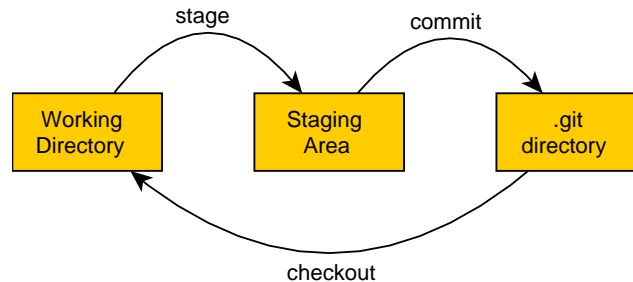 stage
commit
Working
Directory
Staging
Area
.git
directory
checkout